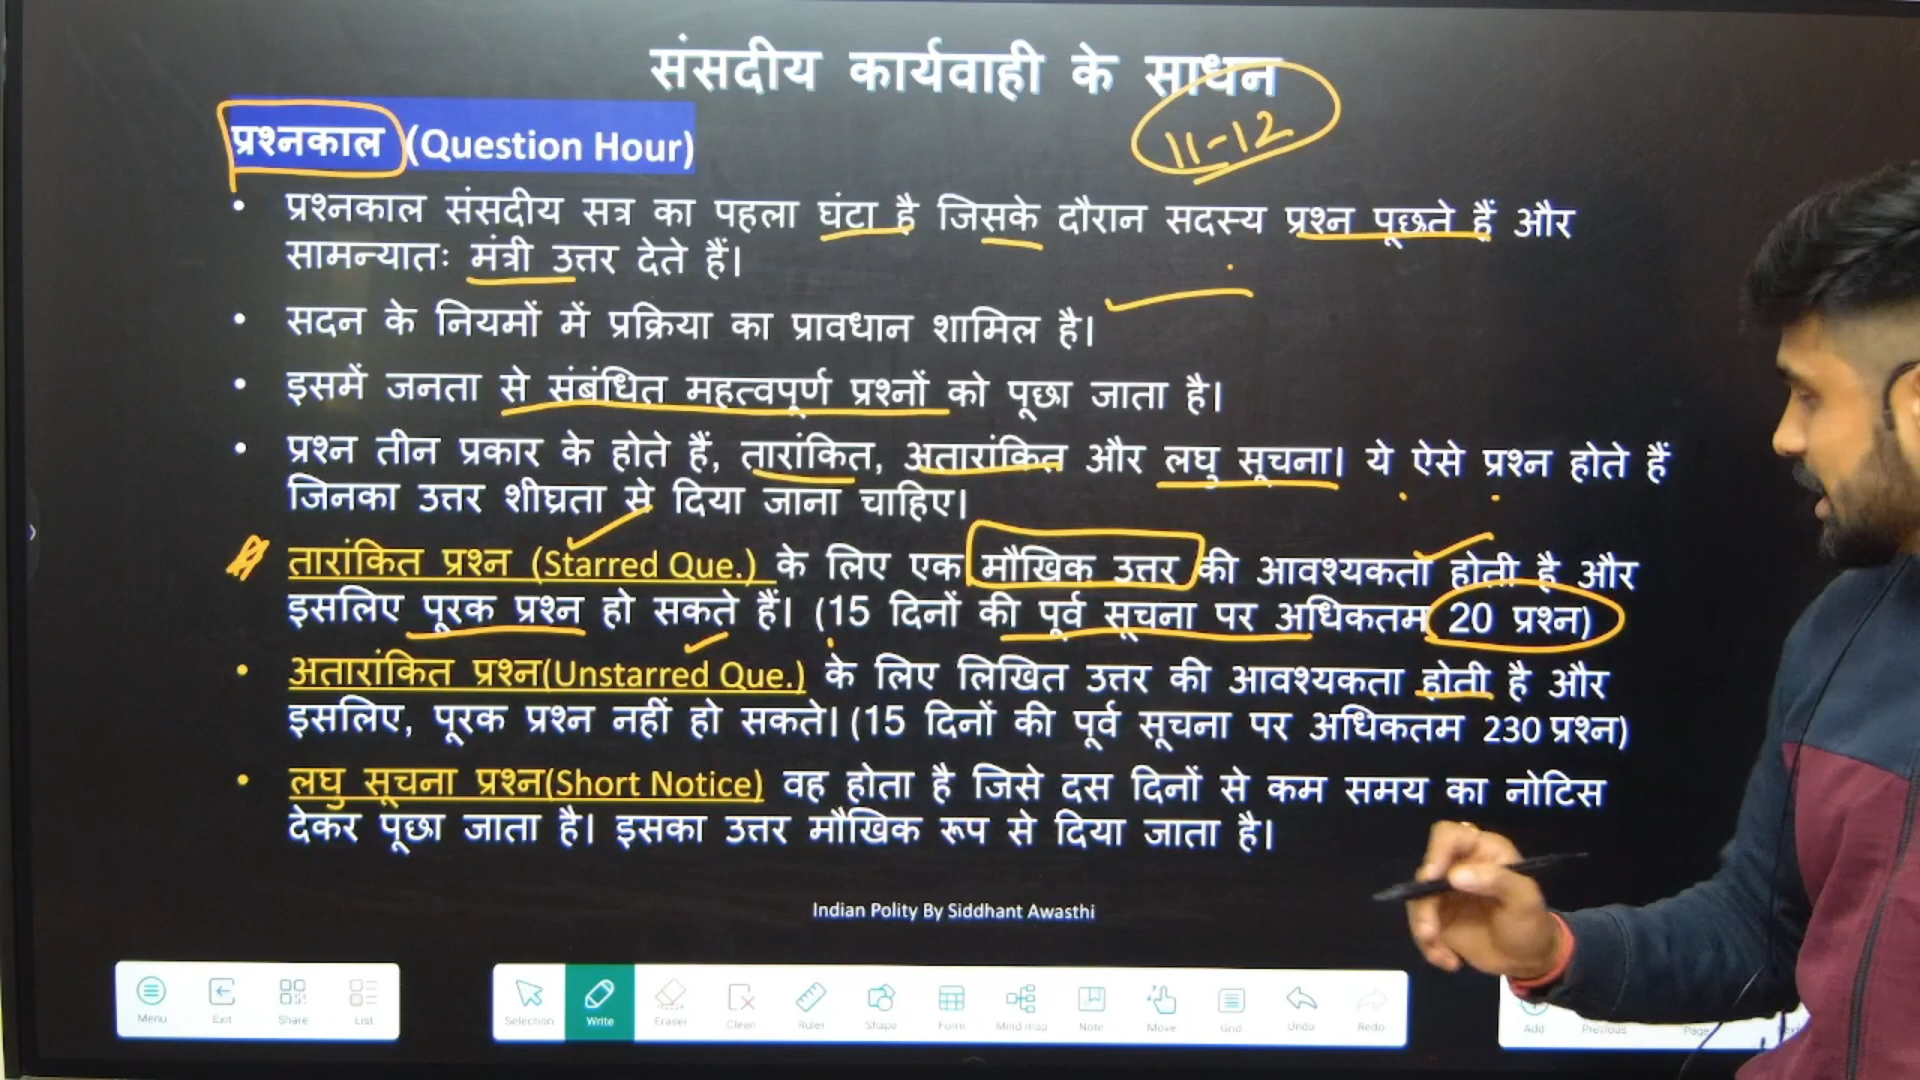 संसदीय कार्यवाही के साधन
11-12
प्रश्नकाल (Question Hour)
• प्रश्नकाल संसदीय सत्र का पहला घंटा है जिसके दौरान सदस्य प्रश्न पूछते हैं और
सामन्यातः मंत्री उत्तर देते हैं।
• सदन के नियमों में प्रक्रिया का प्रावधान शामिल है।
• इसमें जनता से संबंधित महत्वपूर्ण प्रश्नों को पूछा जाता है।
• प्रश्न तीन प्रकार के होते हैं, तारांकित, अतारांकित और लघु सूचना। ये ऐसे प्रश्न होते हैं
जिनका उत्तर शीघ्रता से दिया जाना चाहिए।
तारांकित प्रश्न (Starred Que.) के लिए एक मौखिक उत्तर की आवश्यकता होती है और
इसलिए पूरक प्रश्न हो सकते हैं। (15 दिनों की पूर्व सूचना पर अधिकतम 20 प्रश्न)
• अतारांकित प्रश्न(Unstarred Que.) के लिए लिखित उत्तर की आवश्यकता होती है और
इसलिए, पूरक प्रश्न नहीं हो सकते। (15 दिनों की पूर्व सूचना पर अधिकतम 230 प्रश्न)
• लघु सूचना प्रश्न(Short Notice) वह होता है जिसे दस दिनों से कम समय का नोटिस
देकर पूछा जाता है। इसका उत्तर मौखिक रूप से दिया जाता है।
Indian Polity By Siddhant Awasthi
Menu Exit Share List Selection Write Eraser Clean Ruler Shape Form Mind map Note Move Grid Undo Redo Add Previous Page